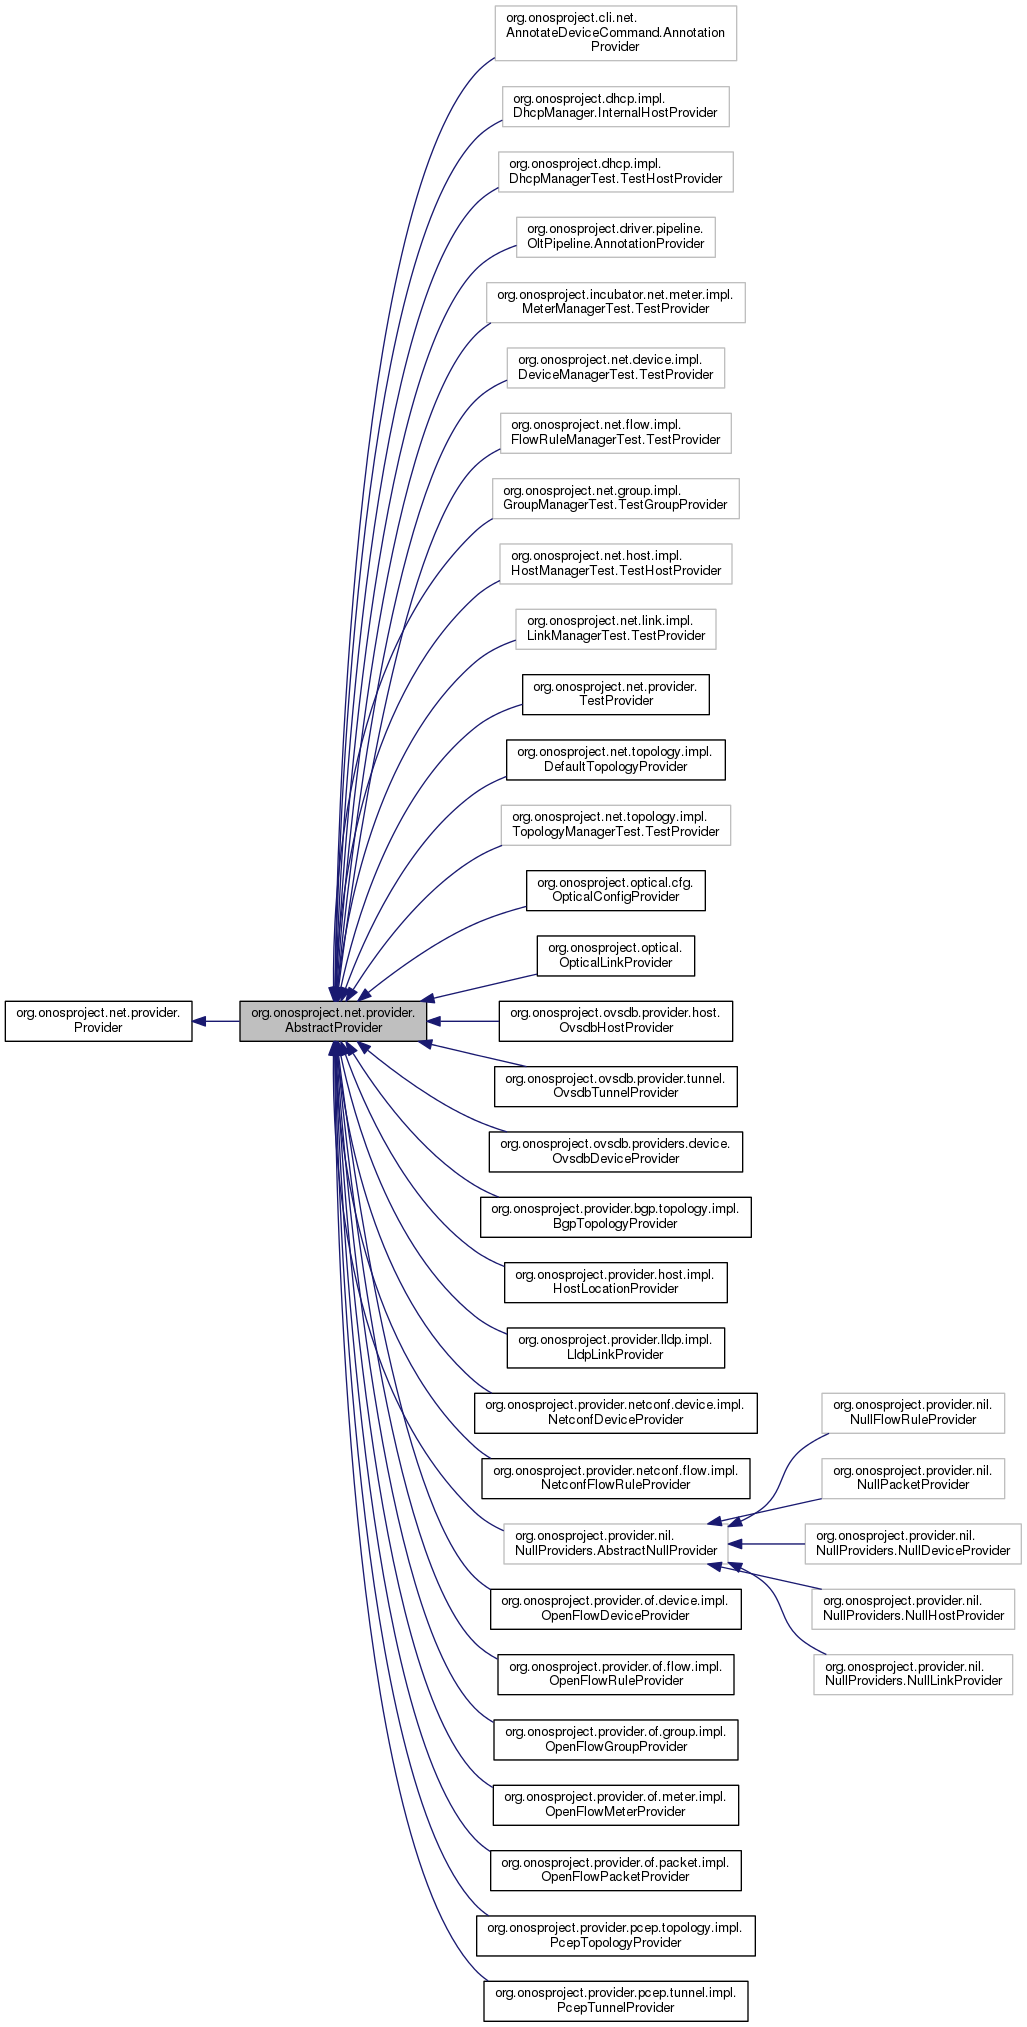 org.onosproject.cli.net.
AnnotateDeviceCommand.Annotation
Provider
org.onosproject.dhcp.impl.
DhcpManager.InternalHostProvider
org.onosproject.dhcp.impl.
DhcpManagerTest.TestHostProvider
org.onosproject.driver.pipeline.
OltPipeline.AnnotationProvider
org.onosproject.incubator.net.meter.impl.
MeterManagerTest.TestProvider
org.onosproject.net.device.impl.
DeviceManagerTest.TestProvider
org.onosproject.net.flow.impl.
FlowRuleManagerTest.TestProvider
org.onosproject.net.group.impl.
GroupManagerTest.TestGroupProvider
org.onosproject.net.host.impl.
HostManagerTest.TestHostProvider
org.onosproject.net.link.impl.
LinkManagerTest.TestProvider
org.onosproject.net.provider.
TestProvider
org.onosproject.net.topology.impl.
DefaultTopologyProvider
org.onosproject.net.topology.impl.
TopologyManagerTest.TestProvider
org.onosproject.optical.cfg.
OpticalConfigProvider
org.onosproject.optical.
OpticalLinkProvider
org.onosproject.net.provider.
Provider
org.onosproject.net.provider.
AbstractProvider
org.onosproject.ovsdb.provider.host.
OvsdbHostProvider
org.onosproject.ovsdb.provider.tunnel.
OvsdbTunnelProvider
org.onosproject.ovsdb.providers.device.
OvsdbDeviceProvider
org.onosproject.provider.bgp.topology.impl.
BgpTopologyProvider
org.onosproject.provider.host.impl.
HostLocationProvider
org.onosproject.provider.lldp.impl.
LldpLinkProvider
org.onosproject.provider.netconf.device.impl.
NetconfDeviceProvider
org.onosproject.provider.netconf.flow.impl.
NetconfFlowRuleProvider
org.onosproject.provider.nil.
NullProviders.AbstractNullProvider
org.onosproject.provider.nil.
NullFlowRuleProvider
org.onosproject.provider.nil.
NullPacketProvider
org.onosproject.provider.nil.
NullProviders.NullDeviceProvider
org.onosproject.provider.nil.
NullProviders.NullHostProvider
org.onosproject.provider.nil.
NullProviders.NullLinkProvider
org.onosproject.provider.of.device.impl.
OpenFlowDeviceProvider
org.onosproject.provider.of.flow.impl.
OpenFlowRuleProvider
org.onosproject.provider.of.group.impl.
OpenFlowGroupProvider
org.onosproject.provider.of.meter.impl.
OpenFlowMeterProvider
org.onosproject.provider.of.packet.impl.
OpenFlowPacketProvider
org.onosproject.provider.pcep.topology.impl.
PcepTopologyProvider
org.onosproject.provider.pcep.tunnel.impl.
PcepTunnelProvider